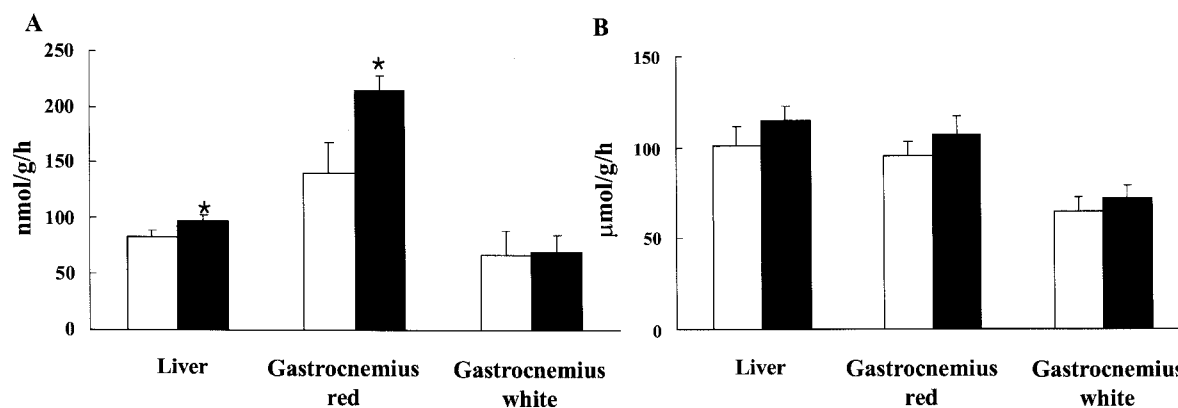 A
nmol/g/h
250
200
150
100
50
0
*
*
Liver
Gastrocnemius
red
Gastrocnemius
white
B
μmol/g/h
150
100
50
0
Liver
Gastrocnemius
red
Gastrocnemius
white